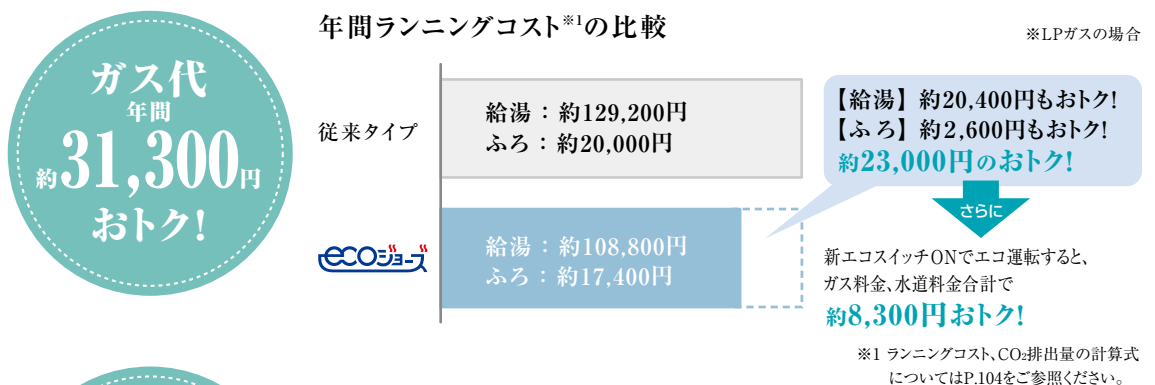 ガス代
年間
約31,300円
おトク!
年間ランニングコスト※1の比較
※LPガスの場合
従来タイプ
給湯：約129,200円
ふろ：約20,000円
【給湯】約20,400円もおトク!
【ふろ】約2,600円もおトク!
約23,000円のおトク!
さらに
ecoジョーズ
給湯：約108,800円
ふろ：約17,400円
新エコスイッチONでエコ運転すると、
ガス料金、水道料金合計で
約8,300円おトク!
※1 ランニングコスト、CO₂排出量の計算式
についてはP.104をご参照ください。